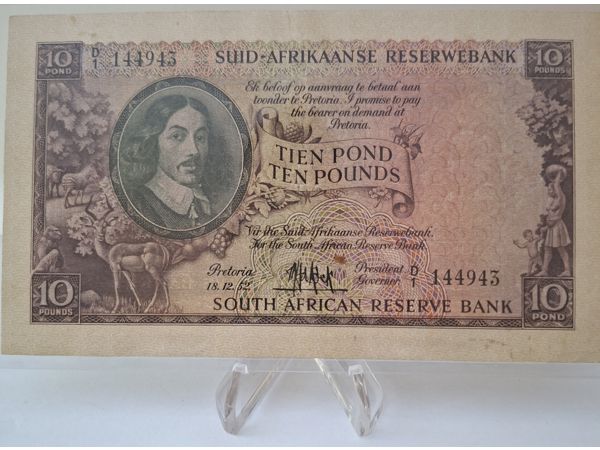 10
POND
D/1 144943
SUID-AFRIKAANSE RESERWEBANK
10
POUNDS
Ek beloof op aanvraag te betaal aan
toonder te Pretoria. I promise to pay
the bearer on demand at
Pretoria.
TIEN POND
TEN POUNDS
Vir die Suid-Afrikaanse Reserwebank.
For the South African Reserve Bank.
Pretoria
18.12.52.
President
Governor
D/1 144943
10
POUNDS
SOUTH AFRICAN RESERVE BANK
10
POND